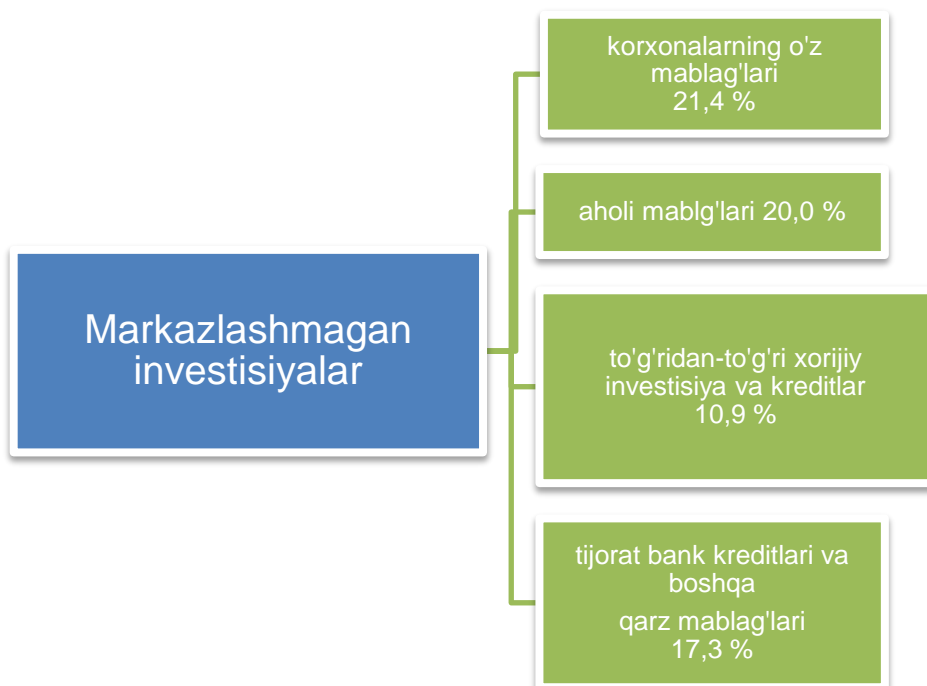 korxonalarning o'z
mablag'lari
21,4 %
aholi mablg'lari 20,0 %
Markazlashmagan
investisiyalar
to'g'ridan-to'g'ri xorijiy
investisiya va kreditlar
10,9 %
tijorat bank kreditlari va
boshqa
qarz mablag'lari
17,3 %